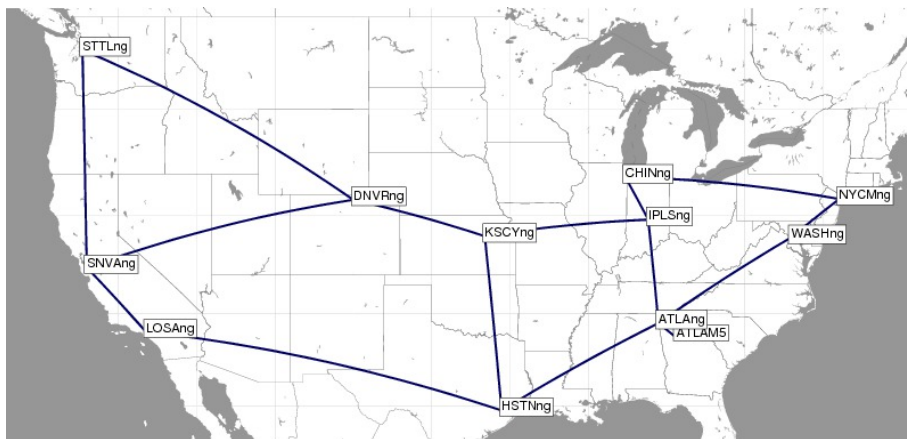 STTLng
CHINng
DNVRng
NYCMng
IPLSng
KSCYng
WASHng
SNVAng
LOSAng
ATLAng
ATLAM5
HSTNng